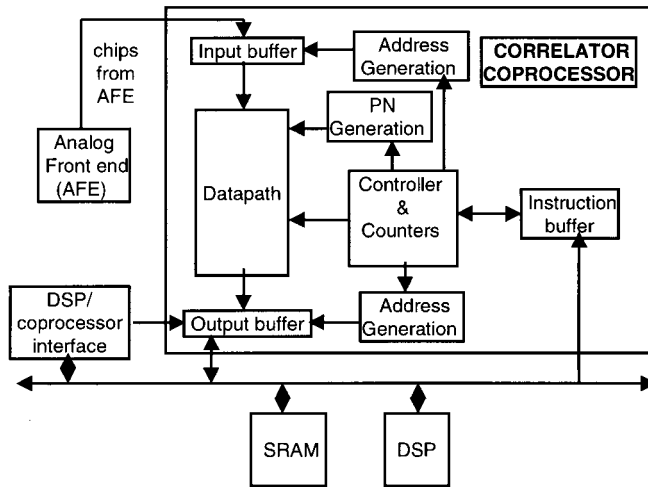 chips
from
AFE
Input buffer
Address
Generation
CORRELATOR
COPROCESSOR
Analog
Front end
(AFE)
Datapath
PN
Generation
Controller
&
Counters
Instruction
buffer
DSP/
coprocessor
interface
Output buffer
Address
Generation
SRAM
DSP